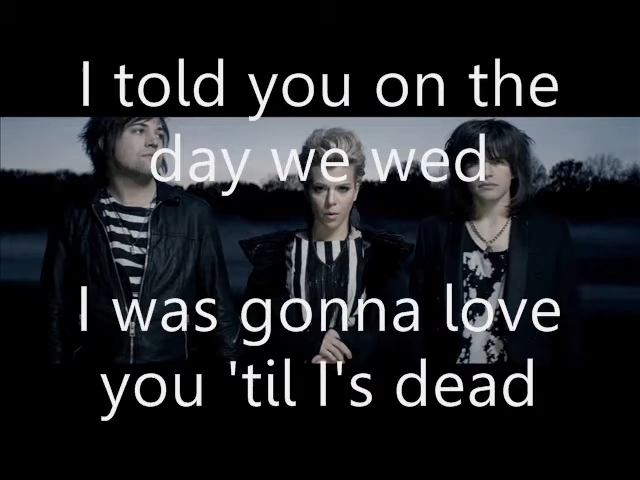 I told you on the
day we wed
I was gonna love
you 'til I's dead